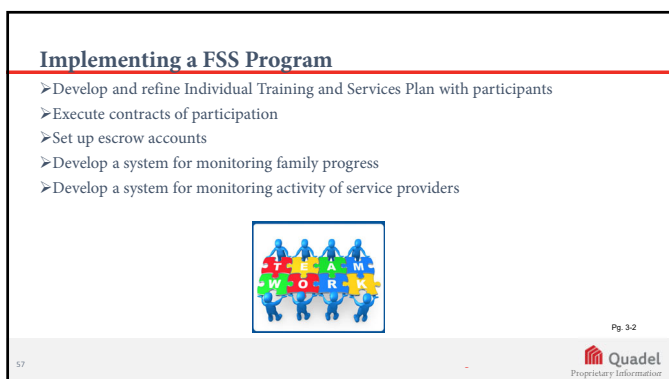 Implementing a FSS Program
➢Develop and refine Individual Training and Services Plan with participants
➢Execute contracts of participation
➢Set up escrow accounts
➢Develop a system for monitoring family progress
➢Develop a system for monitoring activity of service providers
TEAM
WORK
Pg. 3-2
57
-
Quadel
Proprietary Information